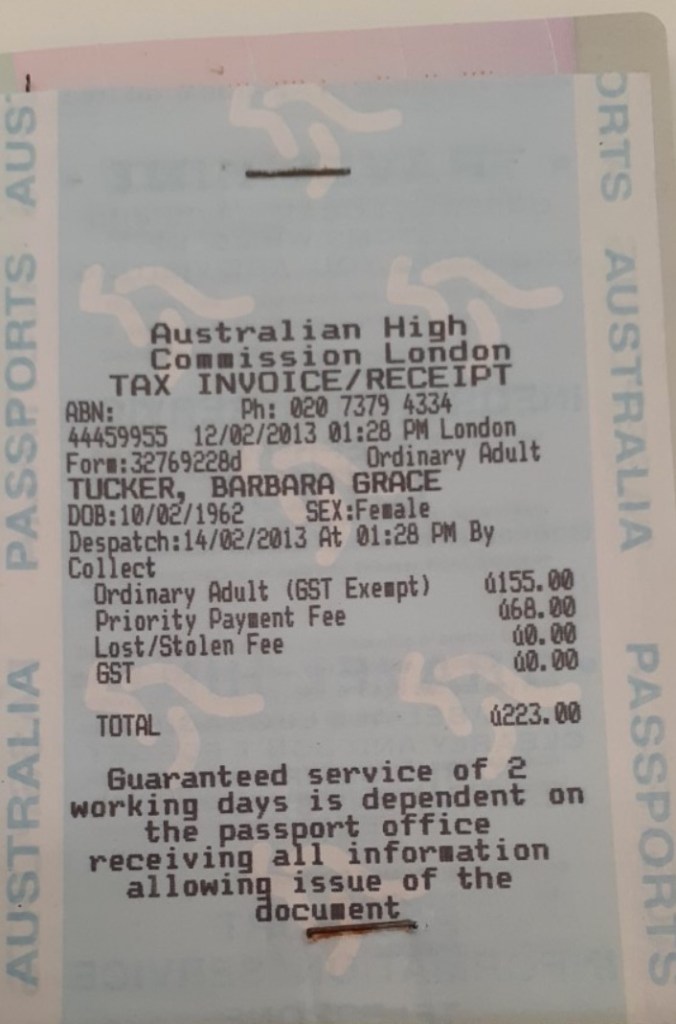 Australian High
Commission London
TAX INVOICE/RECEIPT
ABN: Ph: 020 7379 4334
44459955 12/02/2013 01:28 PM London
Form:32769228d Ordinary Adult
TUCKER, BARBARA GRACE
DOB:10/02/1962 SEX:Female
Despatch:14/02/2013 At 01:28 PM By
Collect
Ordinary Adult (GST Exempt) ú155.00
Priority Payment Fee ú68.00
Lost/Stolen Fee ú0.00
GST ú0.00
TOTAL ú223.00
Guaranteed service of 2
working days is dependent on
the passport office
receiving all information
allowing issue of the
document
AUSTRALIA PASSPORTS AUS
ORTS AUSTRALIA PASSPORTS